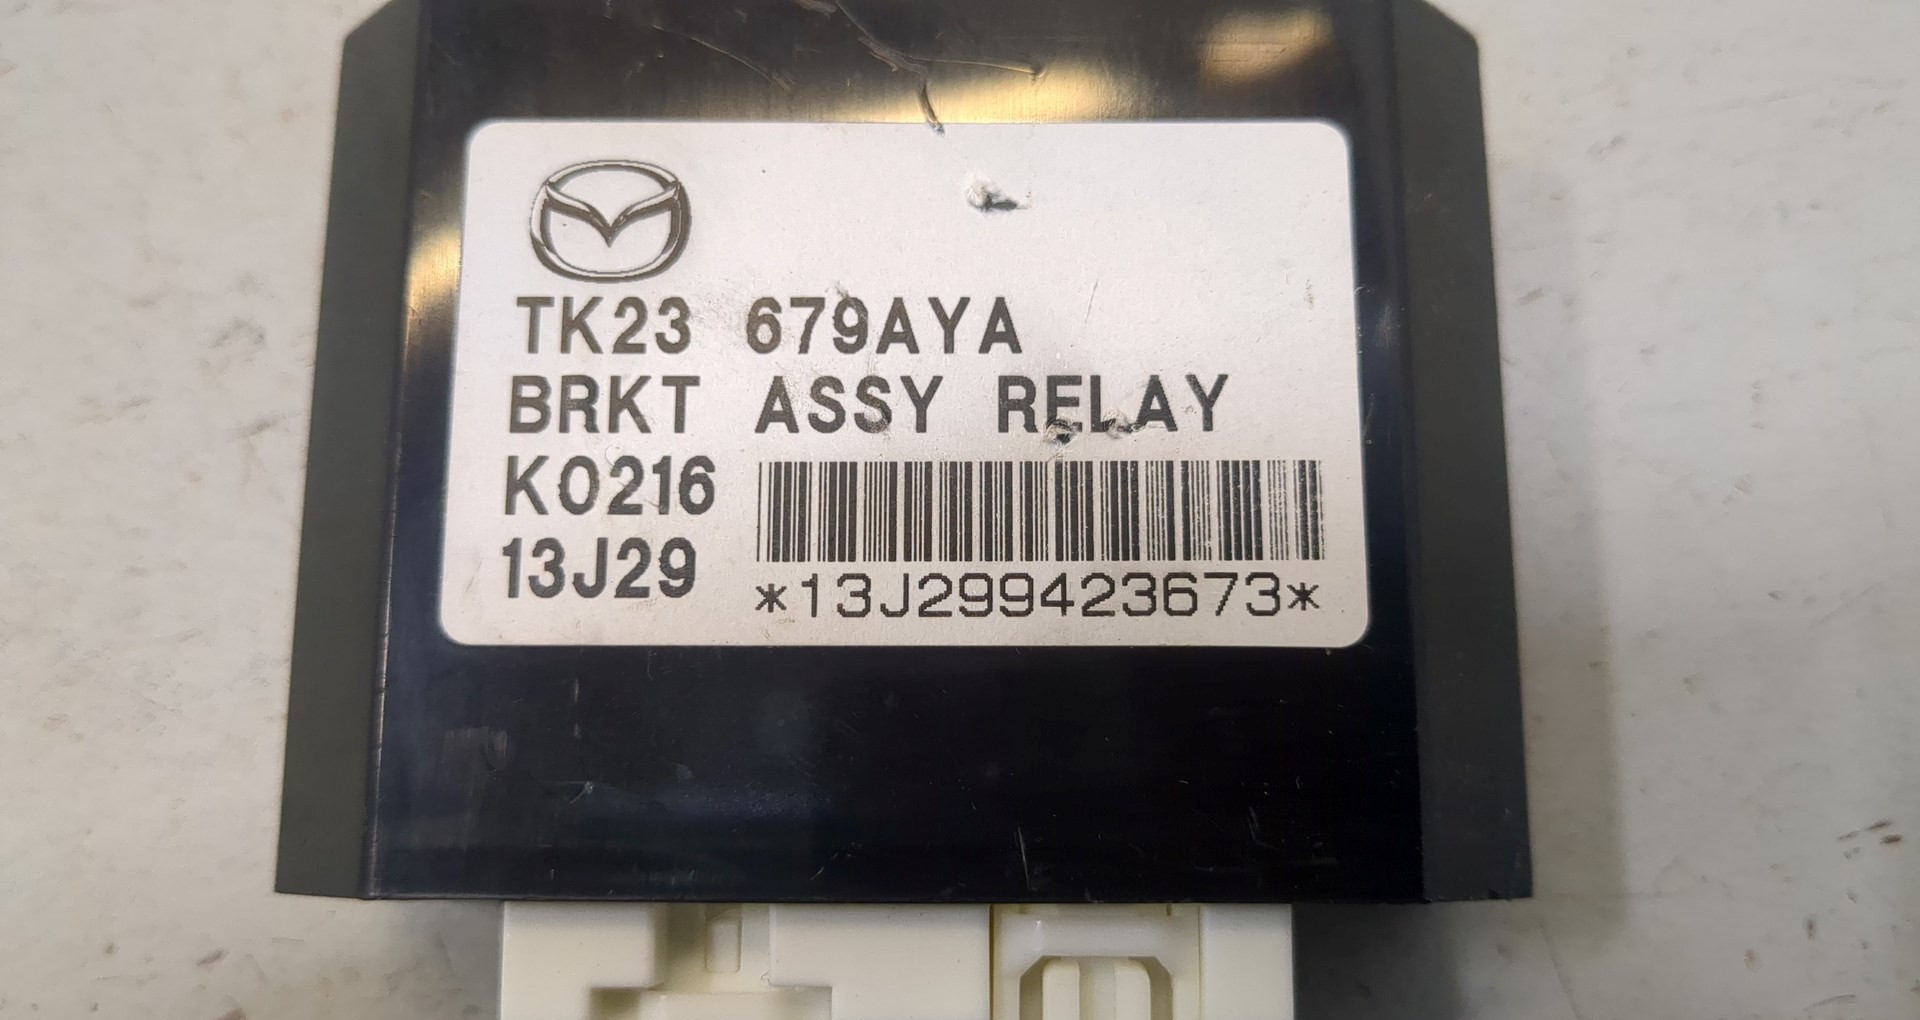 TK23 679AYA
BRKT ASSY RELAY
K0216
13J29
*13J299423673*